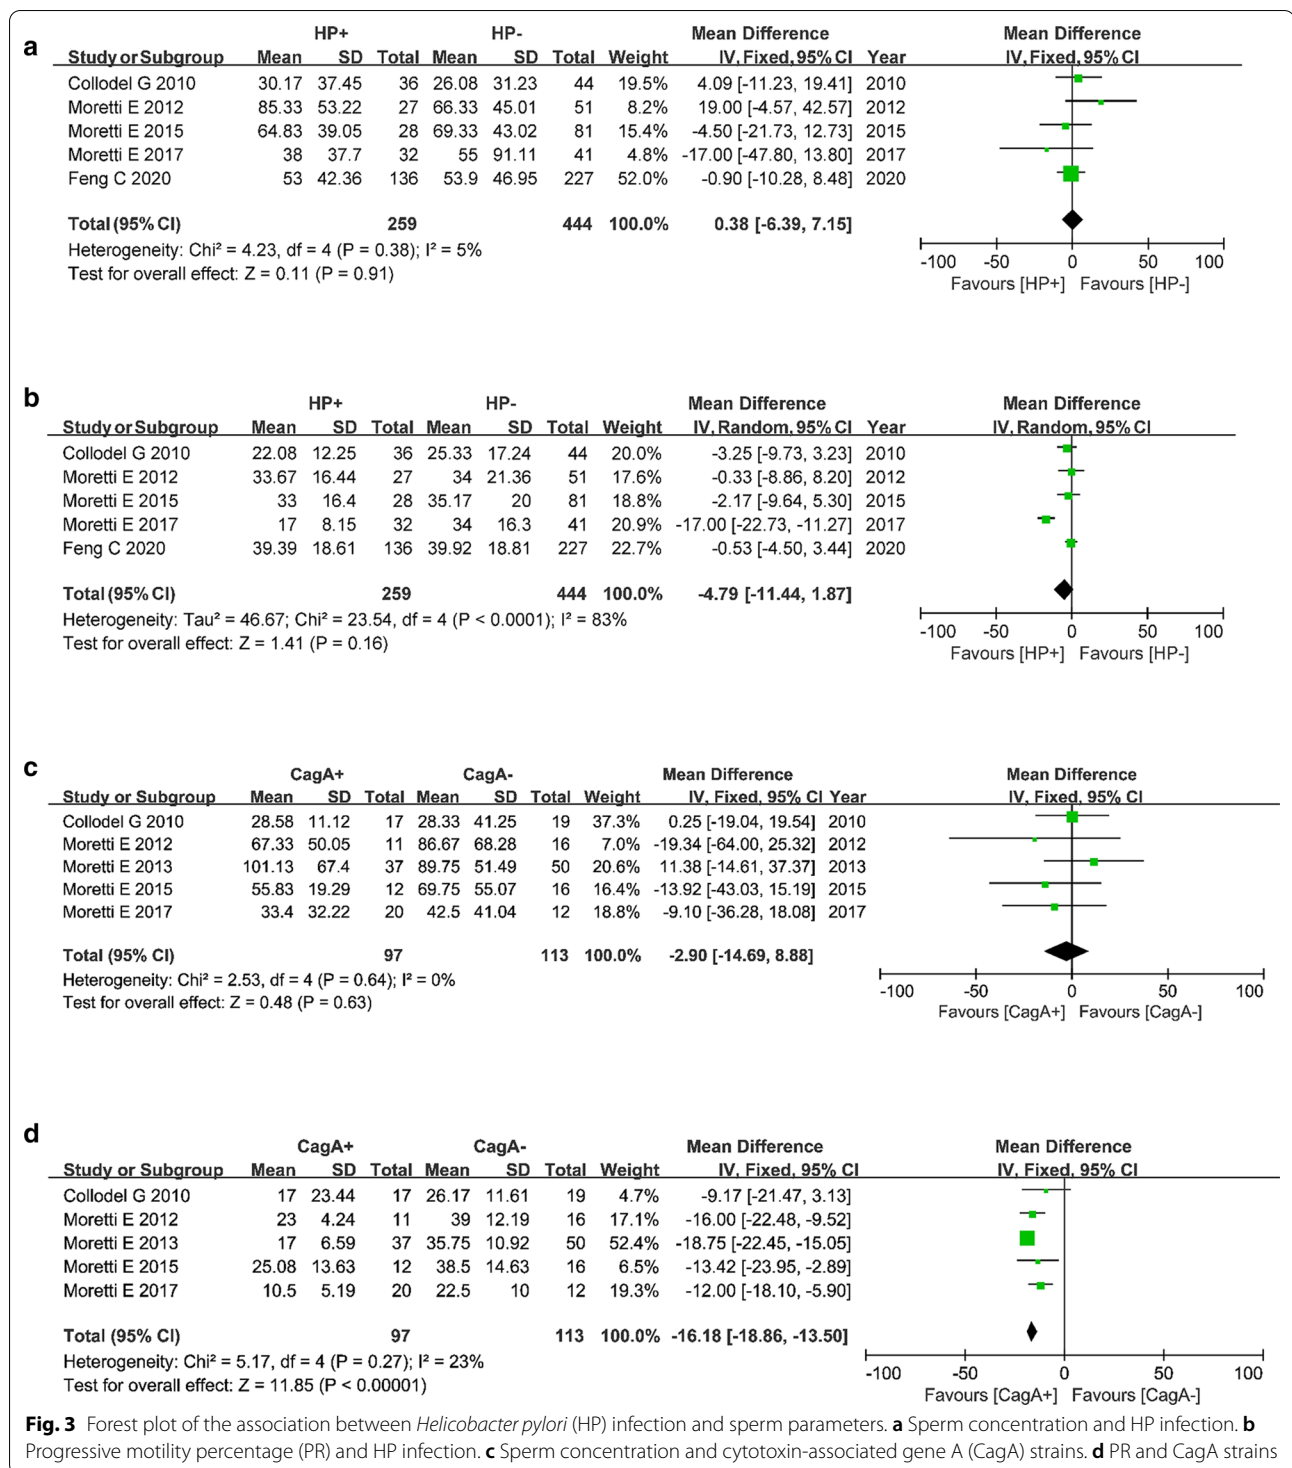 a
HP+ HP- Mean Difference Mean Difference
Study or Subgroup Mean SD Total Mean SD Total Weight IV, Fixed, 95% CI Year IV, Fixed, 95% CI
Collodel G 2010 30.17 37.45 36 26.08 31.23 44 19.5% 4.09 [-11.23, 19.41] 2010
Moretti E 2012 85.33 53.22 27 66.33 45.01 51 8.2% 19.00 [-4.57, 42.57] 2012
Moretti E 2015 64.83 39.05 28 69.33 43.02 81 15.4% -4.50 [-21.73, 12.73] 2015
Moretti E 2017 38 37.7 32 55 91.11 41 4.8% -17.00 [-47.80, 13.80] 2017
Feng C 2020 53 42.36 136 53.9 46.95 227 52.0% -0.90 [-10.28, 8.48] 2020
Total (95% CI) 259 444 100.0% 0.38 [-6.39, 7.15]
Heterogeneity: Chi² = 4.23, df = 4 (P = 0.38); I² = 5%
Test for overall effect: Z = 0.11 (P = 0.91)
-100 -50 0 50 100
Favours [HP+] Favours [HP-]
b
HP+ HP- Mean Difference Mean Difference
Study or Subgroup Mean SD Total Mean SD Total Weight IV, Random, 95% CI Year IV, Random, 95% CI
Collodel G 2010 22.08 12.25 36 25.33 17.24 44 20.0% -3.25 [-9.73, 3.23] 2010
Moretti E 2012 33.67 16.44 27 34 21.36 51 17.6% -0.33 [-8.86, 8.20] 2012
Moretti E 2015 33 16.4 28 35.17 20 81 18.8% -2.17 [-9.64, 5.30] 2015
Moretti E 2017 17 8.15 32 34 16.3 41 20.9% -17.00 [-22.73, -11.27] 2017
Feng C 2020 39.39 18.61 136 39.92 18.81 227 22.7% -0.53 [-4.50, 3.44] 2020
Total (95% CI) 259 444 100.0% -4.79 [-11.44, 1.87]
Heterogeneity: Tau² = 46.67; Chi² = 23.54, df = 4 (P < 0.0001); I² = 83%
Test for overall effect: Z = 1.41 (P = 0.16)
-100 -50 0 50 100
Favours [HP+] Favours [HP-]
c
CagA+ CagA- Mean Difference Mean Difference
Study or Subgroup Mean SD Total Mean SD Total Weight IV, Fixed, 95% CI Year IV, Fixed, 95% CI
Collodel G 2010 28.58 11.12 17 28.33 41.25 19 37.3% 0.25 [-19.04, 19.54] 2010
Moretti E 2012 67.33 50.05 11 86.67 68.28 16 7.0% -19.34 [-64.00, 25.32] 2012
Moretti E 2013 101.13 67.4 37 89.75 51.49 50 20.6% 11.38 [-14.61, 37.37] 2013
Moretti E 2015 55.83 19.29 12 69.75 55.07 16 16.4% -13.92 [-43.03, 15.19] 2015
Moretti E 2017 33.4 32.22 20 42.5 41.04 12 18.8% -9.10 [-36.28, 18.08] 2017
Total (95% CI) 97 113 100.0% -2.90 [-14.69, 8.88]
Heterogeneity: Chi² = 2.53, df = 4 (P = 0.64); I² = 0%
Test for overall effect: Z = 0.48 (P = 0.63)
-100 -50 0 50 100
Favours [CagA+] Favours [CagA-]
d
CagA+ CagA- Mean Difference Mean Difference
Study or Subgroup Mean SD Total Mean SD Total Weight IV, Fixed, 95% CI IV, Fixed, 95% CI
Collodel G 2010 17 23.44 17 26.17 11.61 19 4.7% -9.17 [-21.47, 3.13]
Moretti E 2012 23 4.24 11 39 12.19 16 17.1% -16.00 [-22.48, -9.52]
Moretti E 2013 17 6.59 37 35.75 10.92 50 52.4% -18.75 [-22.45, -15.05]
Moretti E 2015 25.08 13.63 12 38.5 14.63 16 6.5% -13.42 [-23.95, -2.89]
Moretti E 2017 10.5 5.19 20 22.5 10 12 19.3% -12.00 [-18.10, -5.90]
Total (95% CI) 97 113 100.0% -16.18 [-18.86, -13.50]
Heterogeneity: Chi² = 5.17, df = 4 (P = 0.27); I² = 23%
Test for overall effect: Z = 11.85 (P < 0.00001)
-100 -50 0 50 100
Favours [CagA+] Favours [CagA-]
Fig. 3 Forest plot of the association between Helicobacter pylori (HP) infection and sperm parameters. a Sperm concentration and HP infection. b
Progressive motility percentage (PR) and HP infection. c Sperm concentration and cytotoxin-associated gene A (CagA) strains. d PR and CagA strains